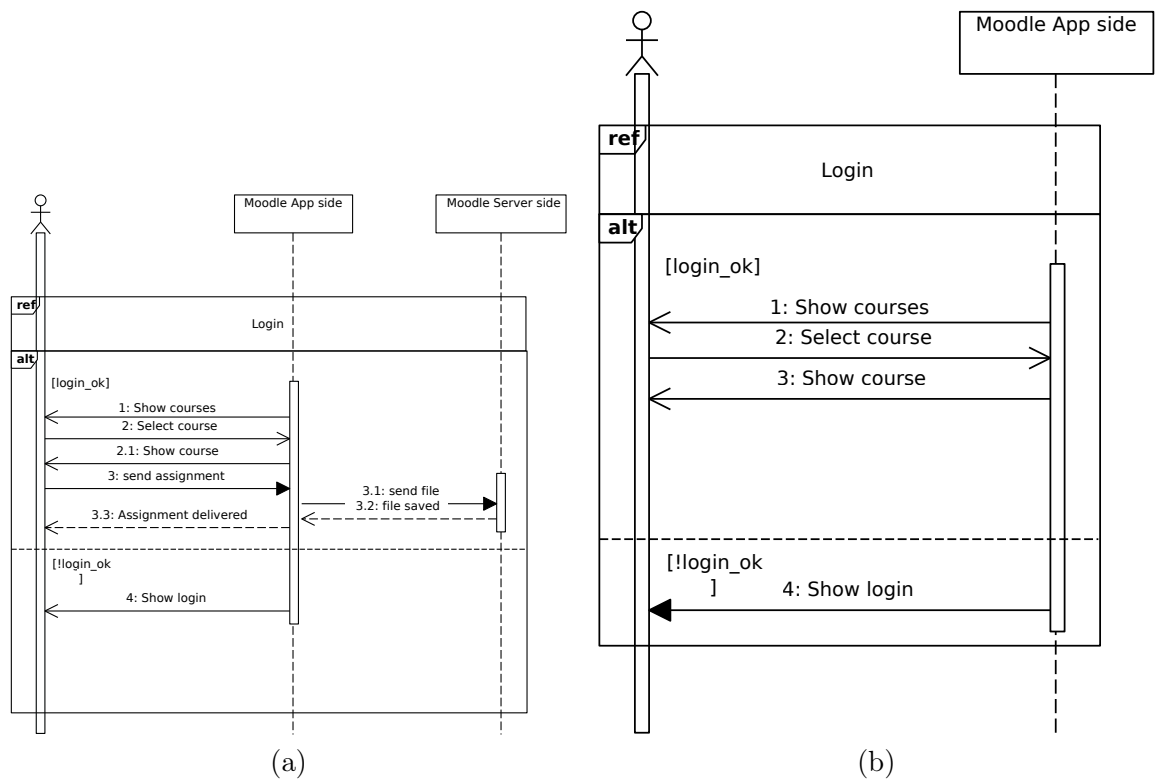 Moodle App side
Moodle Server side
ref
Login
alt
[login_ok]
1: Show courses
2: Select course
2.1: Show course
3: send assignment
3.1: send file
3.2: file saved
3.3: Assignment delivered
[!login_ok
]
4: Show login
(a)
Moodle App side
ref
Login
alt
[login_ok]
1: Show courses
2: Select course
3: Show course
[!login_ok
]
4: Show login
(b)